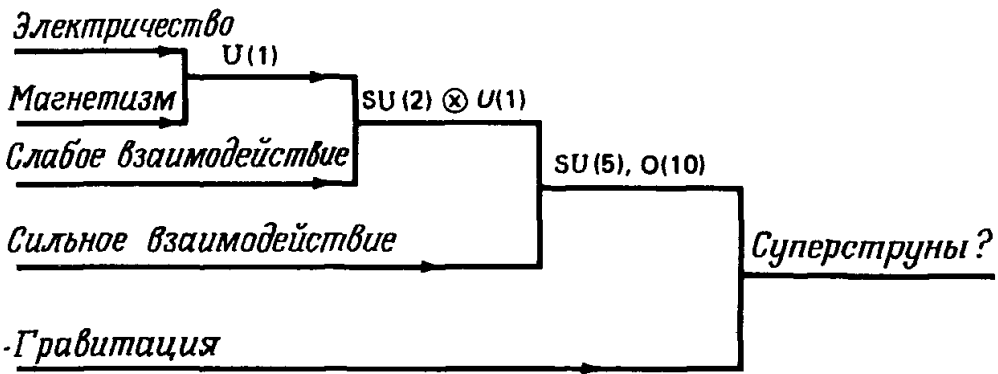 Электричество
U(1)
Магнетизм
SU(2) ⊗ U(1)
Слабое взаимодействие
SU(5), O(10)
Сильное взаимодействие
Суперструны?
Гравитация